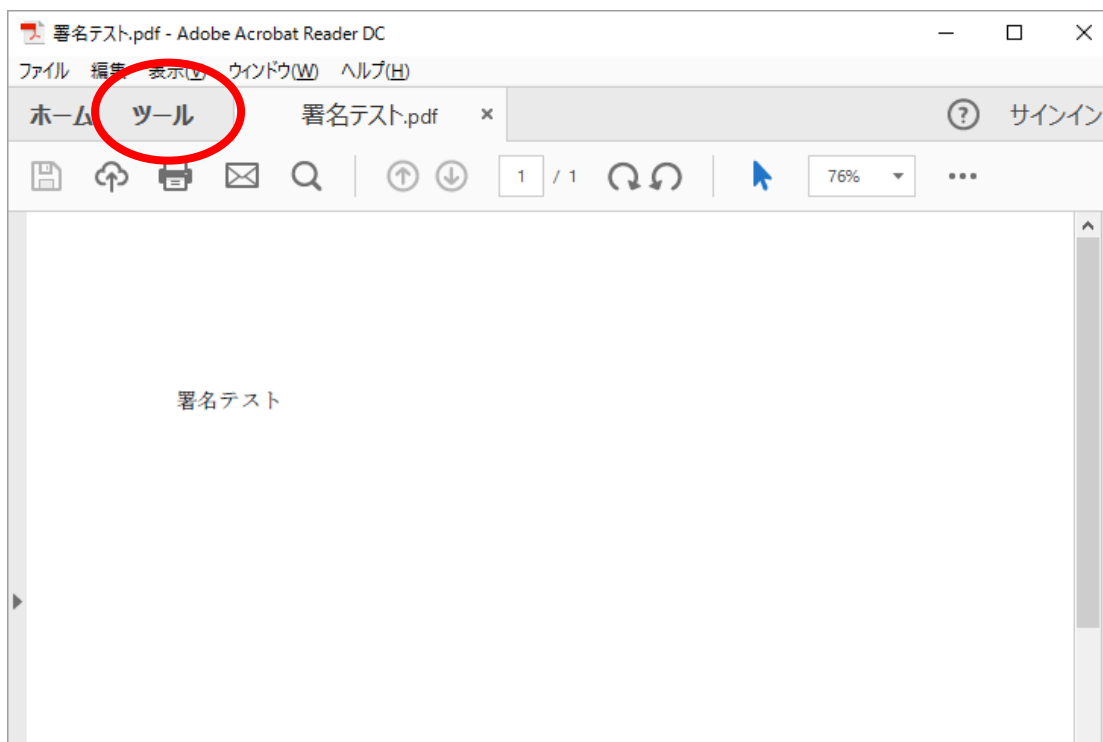 署名テスト.pdf - Adobe Acrobat Reader DC
ファイル 編集 表示(V) ウィンドウ(W) ヘルプ(H)
ホーム ツール 署名テスト.pdf × ? サインイン
1 / 1 76%
署名テスト